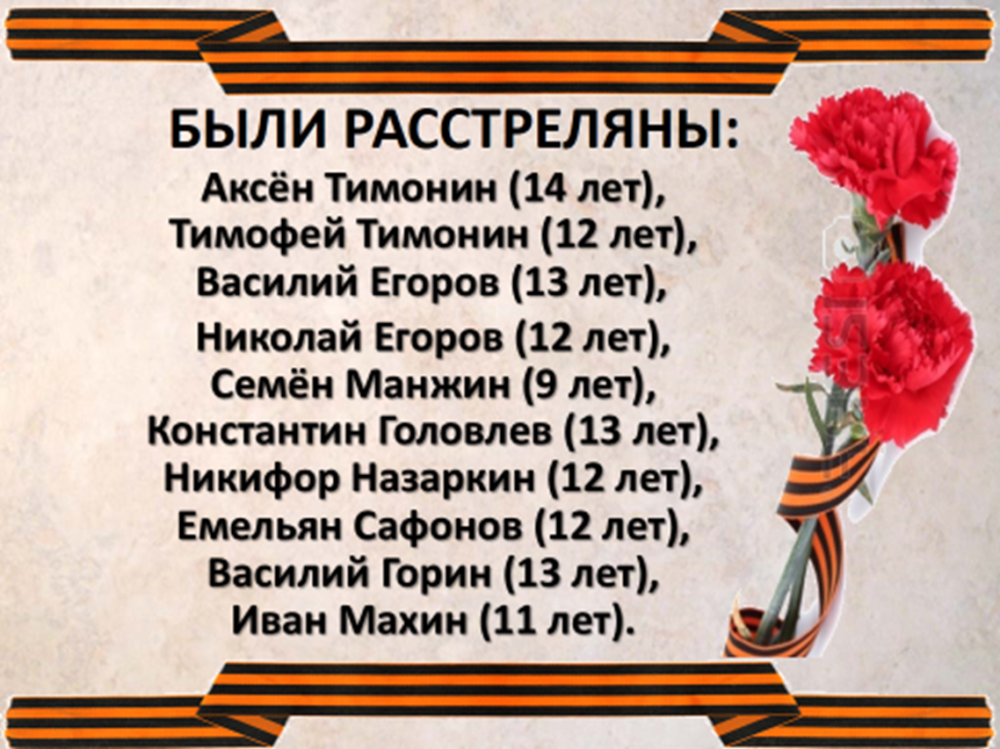 БЫЛИ РАССТРЕЛЯНЫ:
Аксён Тимонин (14 лет),
Тимофей Тимонин (12 лет),
Василий Егоров (13 лет),
Николай Егоров (12 лет),
Семён Манжин (9 лет),
Константин Головлев (13 лет),
Никифор Назаркин (12 лет),
Емельян Сафонов (12 лет),
Василий Горин (13 лет),
Иван Махин (11 лет).